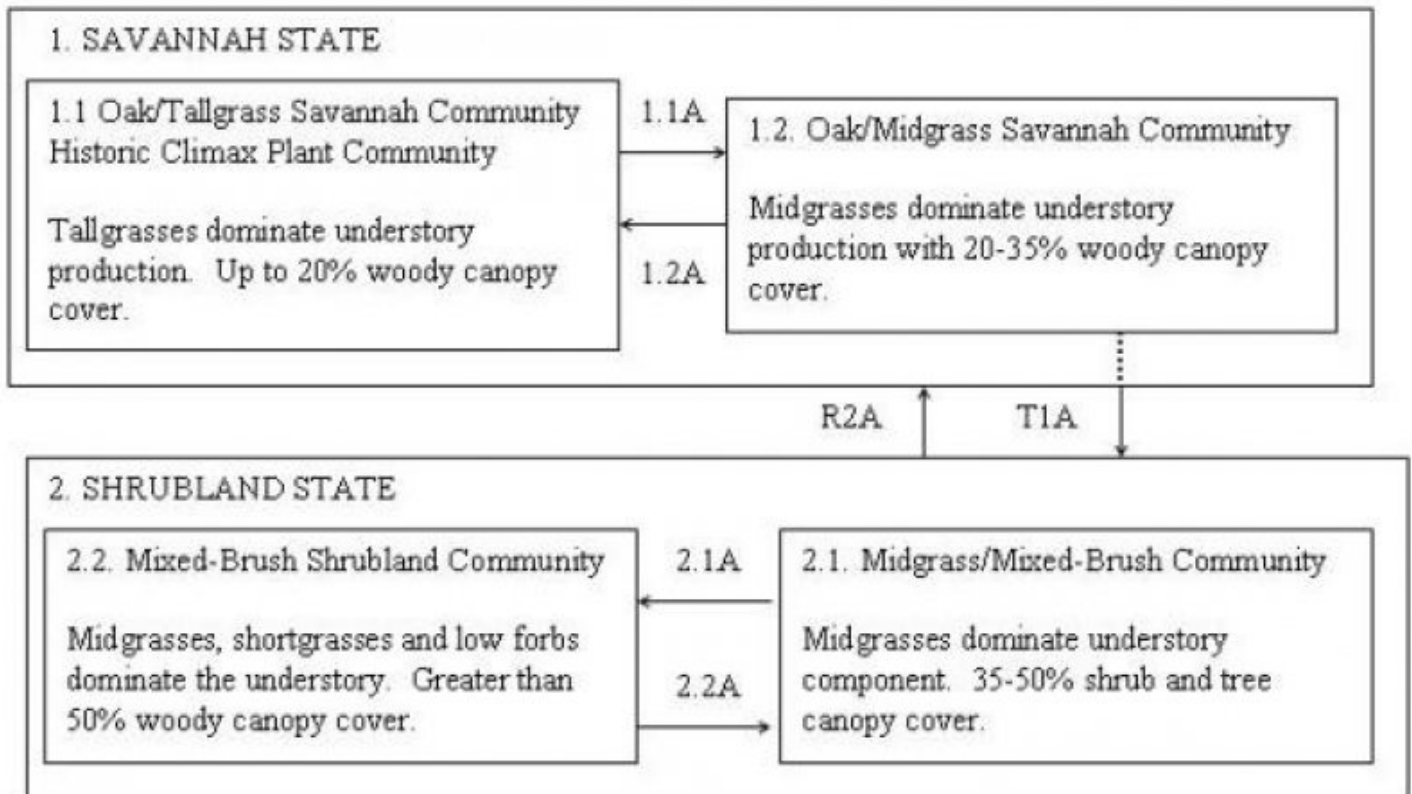 1. SAVANNAH STATE
1.1 Oak/Tallgrass Savannah Community
Historic Climax Plant Community
Tallgrasses dominate understory
production. Up to 20% woody canopy
cover.
1.1A
1.2A
1.2. Oak/Midgrass Savannah Community
Midgrasses dominate understory
production with 20-35% woody canopy
cover.
R2A
T1A
2. SHRUBLAND STATE
2.2. Mixed-Brush Shrubland Community
Midgrasses, shortgrasses and low forbs
dominate the understory. Greater than
50% woody canopy cover.
2.1A
2.2A
2.1. Midgrass/Mixed-Brush Community
Midgrasses dominate understory
component. 35-50% shrub and tree
canopy cover.